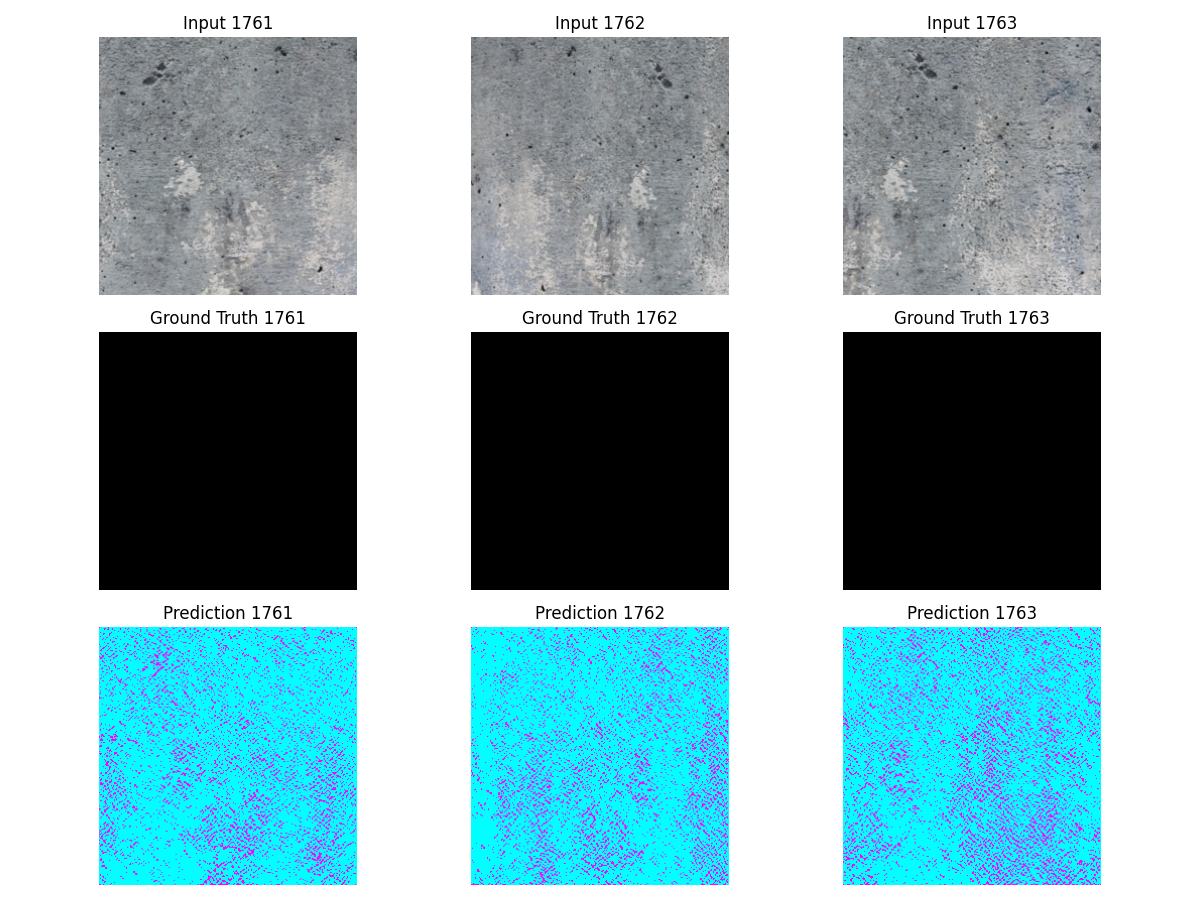 Input 1761
Input 1762
Input 1763
Ground Truth 1761
Ground Truth 1762
Ground Truth 1763
Prediction 1761
Prediction 1762
Prediction 1763